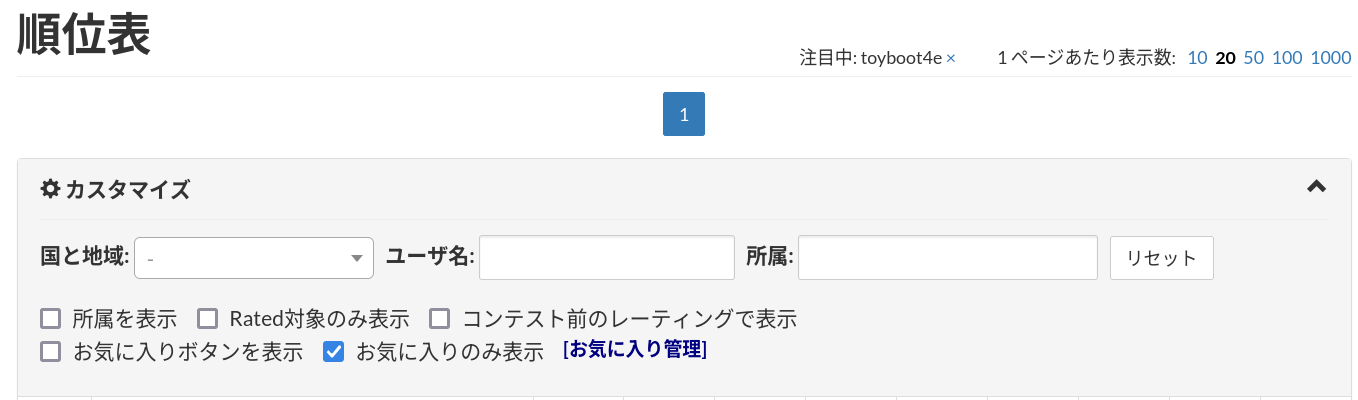 順位表
注目中: toyboot4e × 1 ページあたり表示数: 10 20 50 100 1000
1
カスタマイズ
国と地域: - ユーザ名: 所属: リセット
所属を表示 Rated対象のみ表示 コンテスト前のレーティングで表示
お気に入りボタンを表示 お気に入りのみ表示 [お気に入り管理]